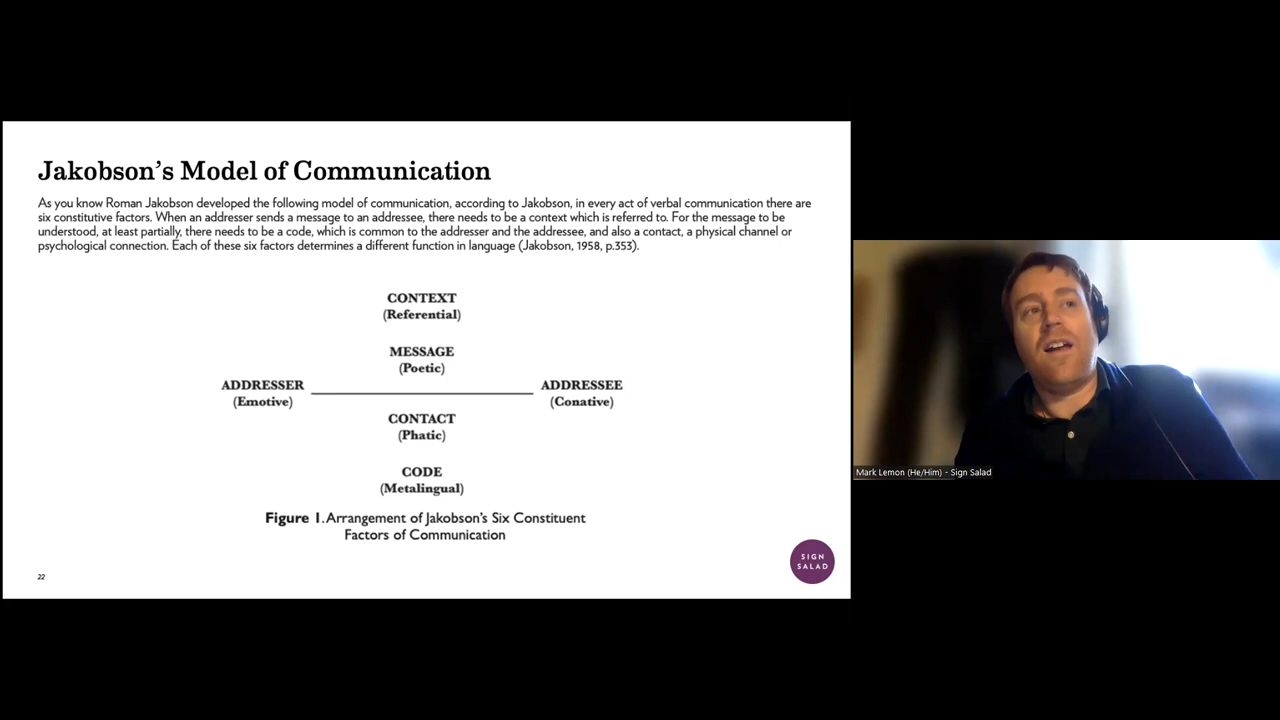 Jakobson’s Model of Communication
As you know Roman Jakobson developed the following model of communication, according to Jakobson, in every act of verbal communication there are
six constitutive factors. When an addresser sends a message to an addressee, there needs to be a context which is referred to. For the message to be
understood, at least partially, there needs to be a code, which is common to the addresser and the addressee, and also a contact, a physical channel or
psychological connection. Each of these six factors determines a different function in language (Jakobson, 1958, p.353).
CONTEXT
(Referential)
MESSAGE
(Poetic)
ADDRESSER
(Emotive)
ADDRESSEE
(Conative)
CONTACT
(Phatic)
CODE
(Metalingual)
Figure 1. Arrangement of Jakobson’s Six Constituent
Factors of Communication
22
SIGN
SALAD
Mark Lemon (He/Him) - Sign Salad